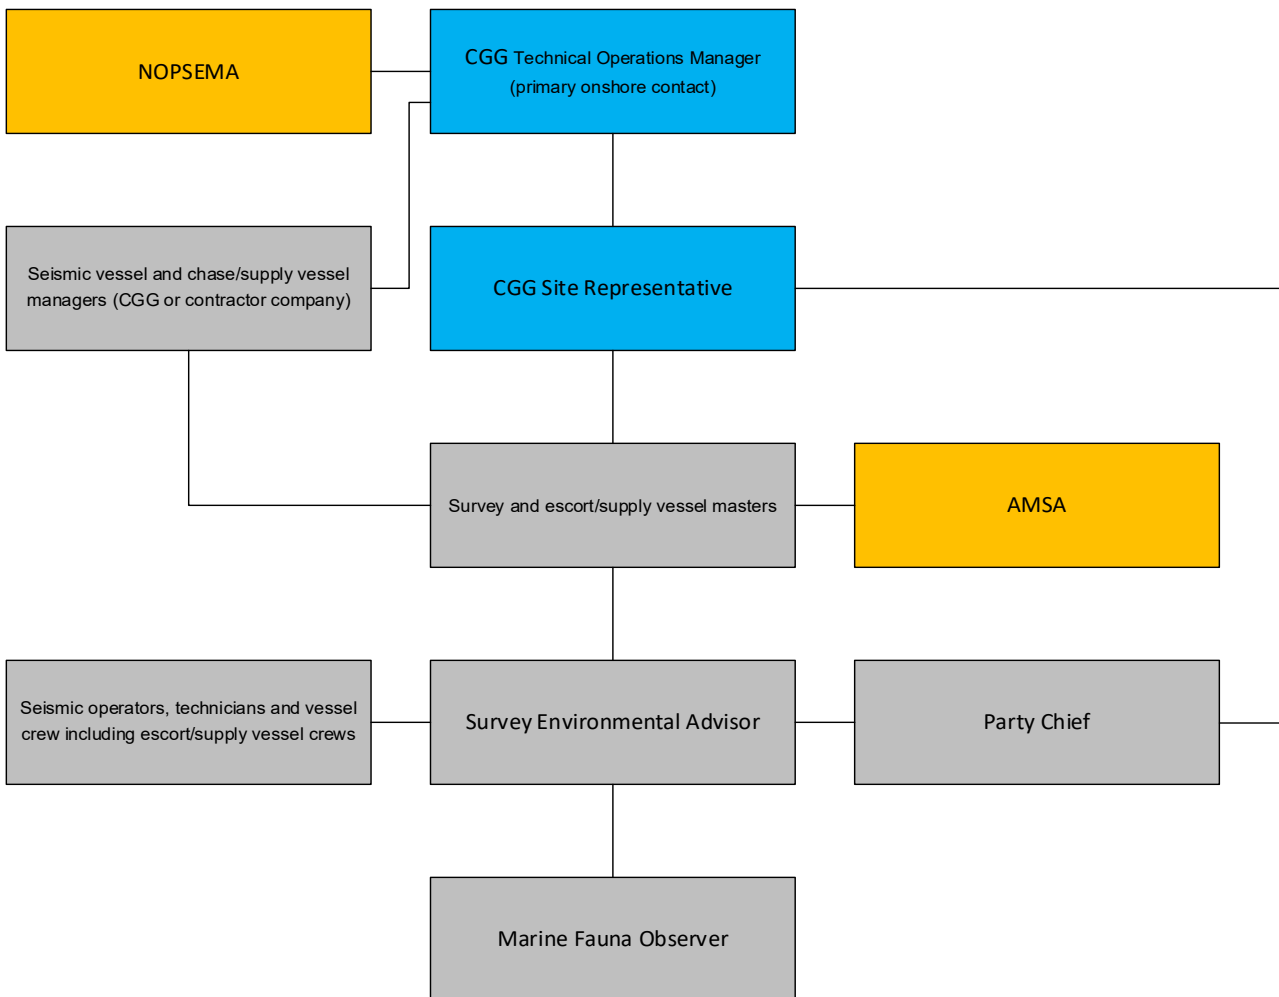 NOPSEMA
CGG Technical Operations Manager
(primary onshore contact)
Seismic vessel and chase/supply vessel
managers (CGG or contractor company)
CGG Site Representative
Survey and escort/supply vessel masters
AMSA
Seismic operators, technicians and vessel
crew including escort/supply vessel crews
Survey Environmental Advisor
Party Chief
Marine Fauna Observer